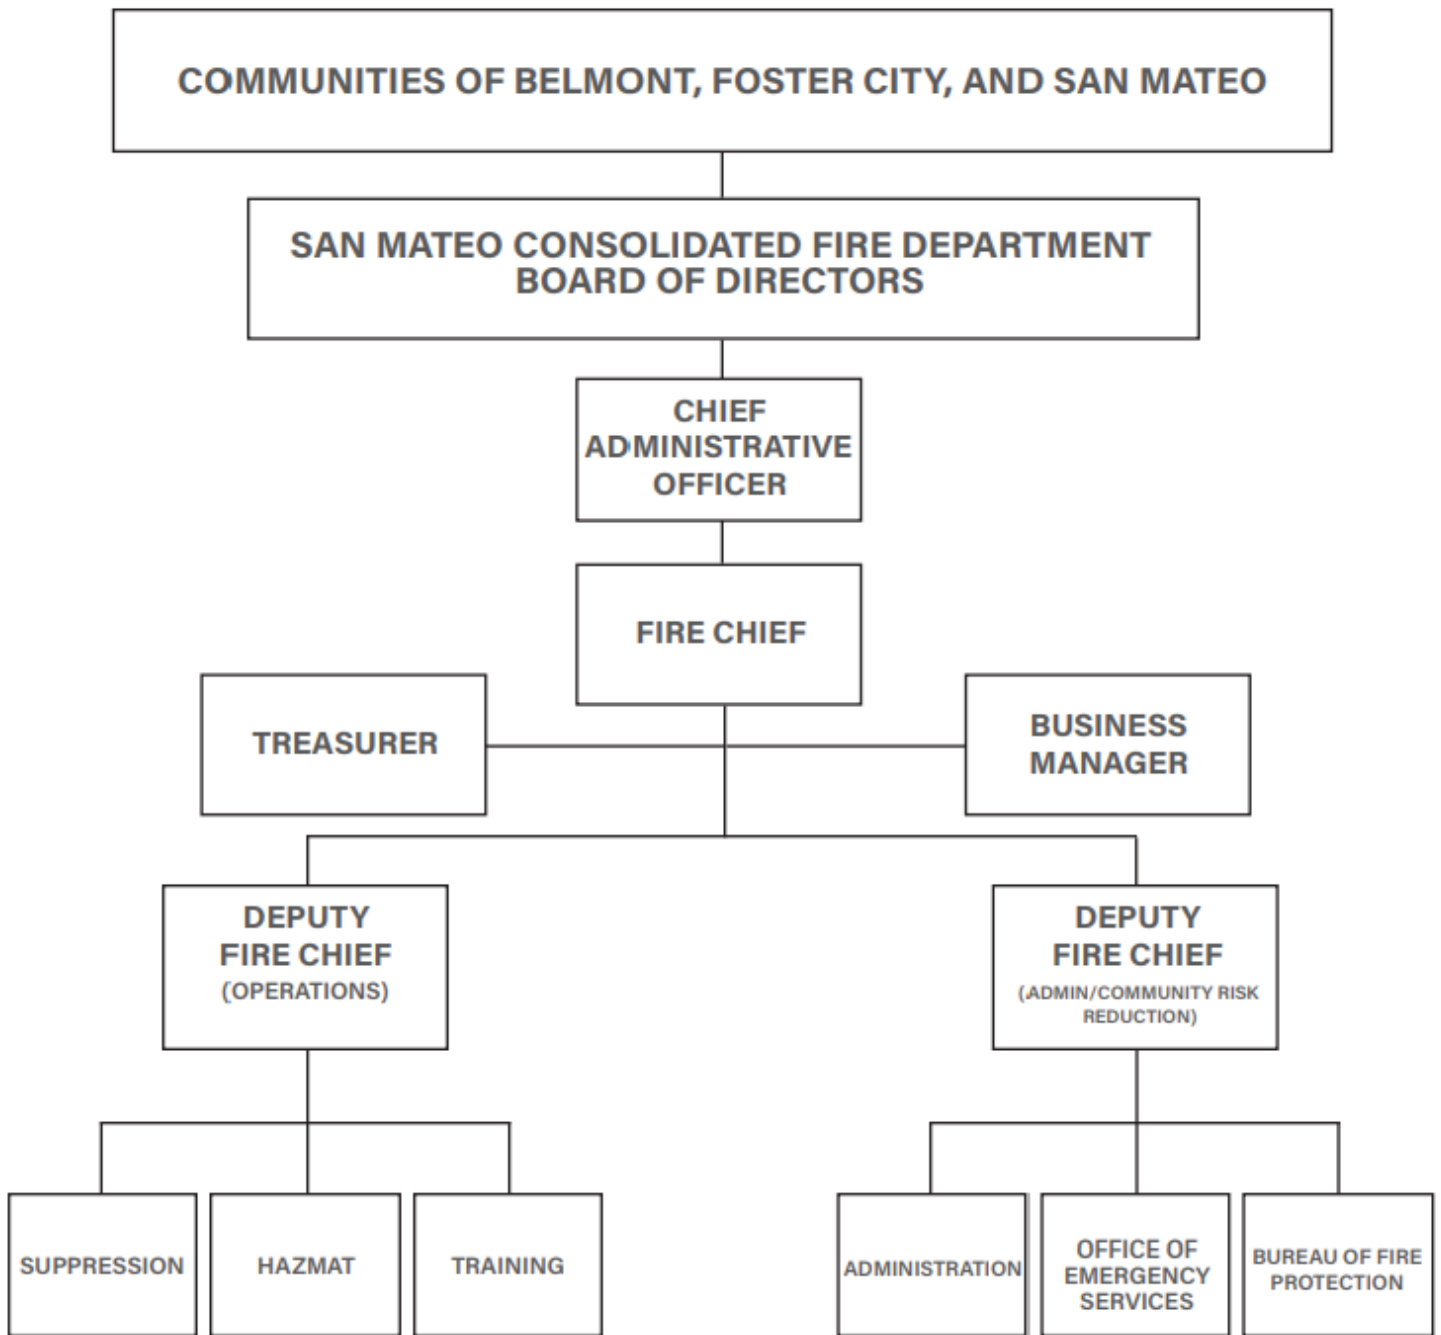 COMMUNITIES OF BELMONT, FOSTER CITY, AND SAN MATEO
SAN MATEO CONSOLIDATED FIRE DEPARTMENT
BOARD OF DIRECTORS
CHIEF
ADMINISTRATIVE
OFFICER
FIRE CHIEF
TREASURER
BUSINESS
MANAGER
DEPUTY
FIRE CHIEF
(OPERATIONS)
DEPUTY
FIRE CHIEF
(ADMIN/COMMUNITY RISK
REDUCTION)
SUPPRESSION
HAZMAT
TRAINING
ADMINISTRATION
OFFICE OF
EMERGENCY
SERVICES
BUREAU OF FIRE
PROTECTION